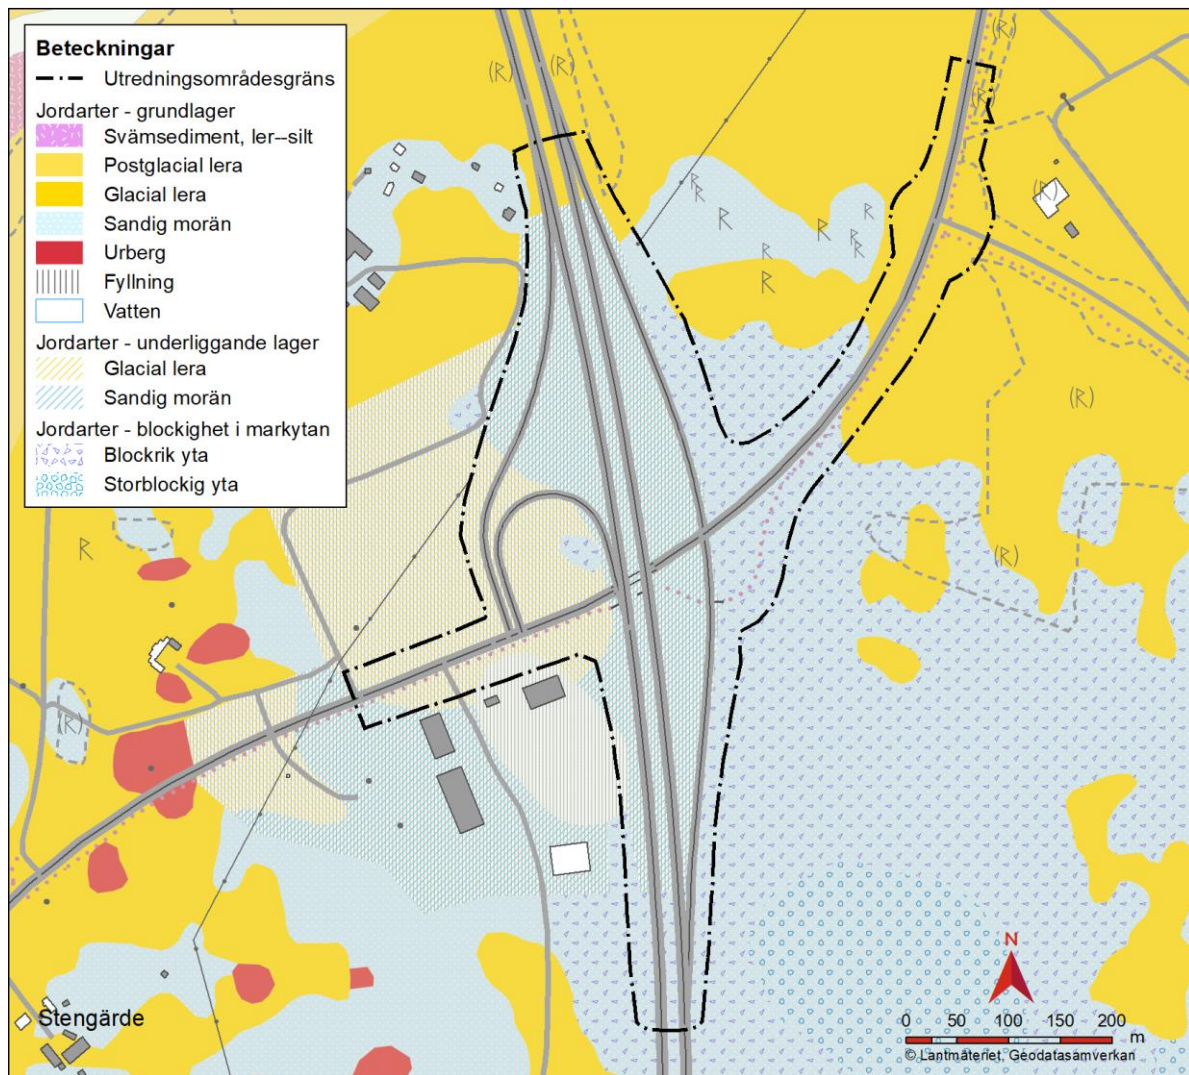 Beteckningar
Utredningsområdesgräns
Jordarter - grundlager
Svämsediment, ler--silt
Postglacial lera
Glacial lera
Sandig morän
Urberg
Fyllning
Vatten
Jordarter - underliggande lager
Glacial lera
Sandig morän
Jordarter - blockighet i markytan
Blockrik yta
Storblockig yta
(R) (R) (R)
(R)
R R R
(R)
R R R
R R R
R
(R)
R
(R)
(R)
N
Stengärde
0 50 100 150 200
m
© Lantmäteriet, Geodatasamverkan